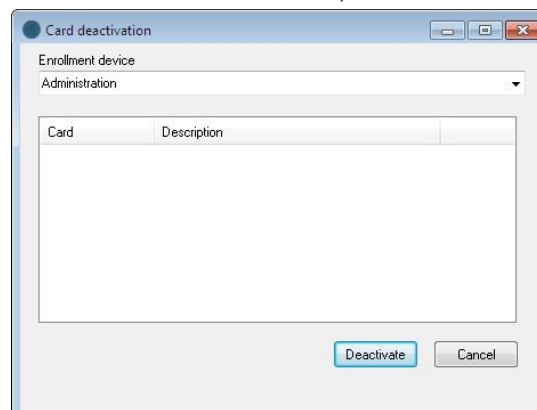 Card deactivation
Enrollment device
Administration
Card Description
Deactivate Cancel